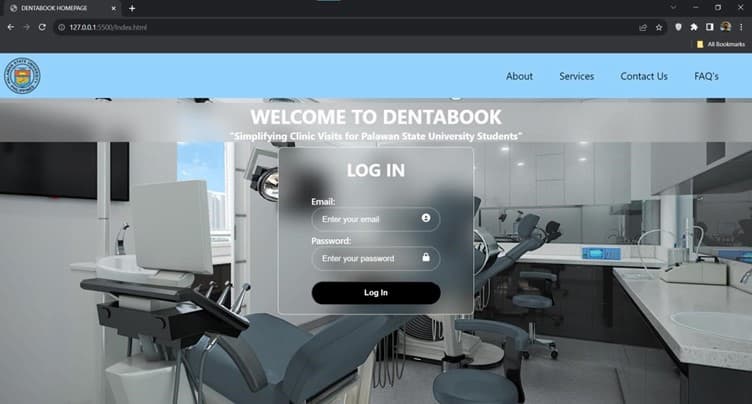 DENTABOOK HOMEPAGE
127.0.0.1:5500/Index.html
All Bookmarks
About Services Contact Us FAQ's
WELCOME TO DENTABOOK
"Simplifying Clinic Visits for Palawan State University Students"
LOG IN
Email:
Enter your email
Password:
Enter your password
Log In